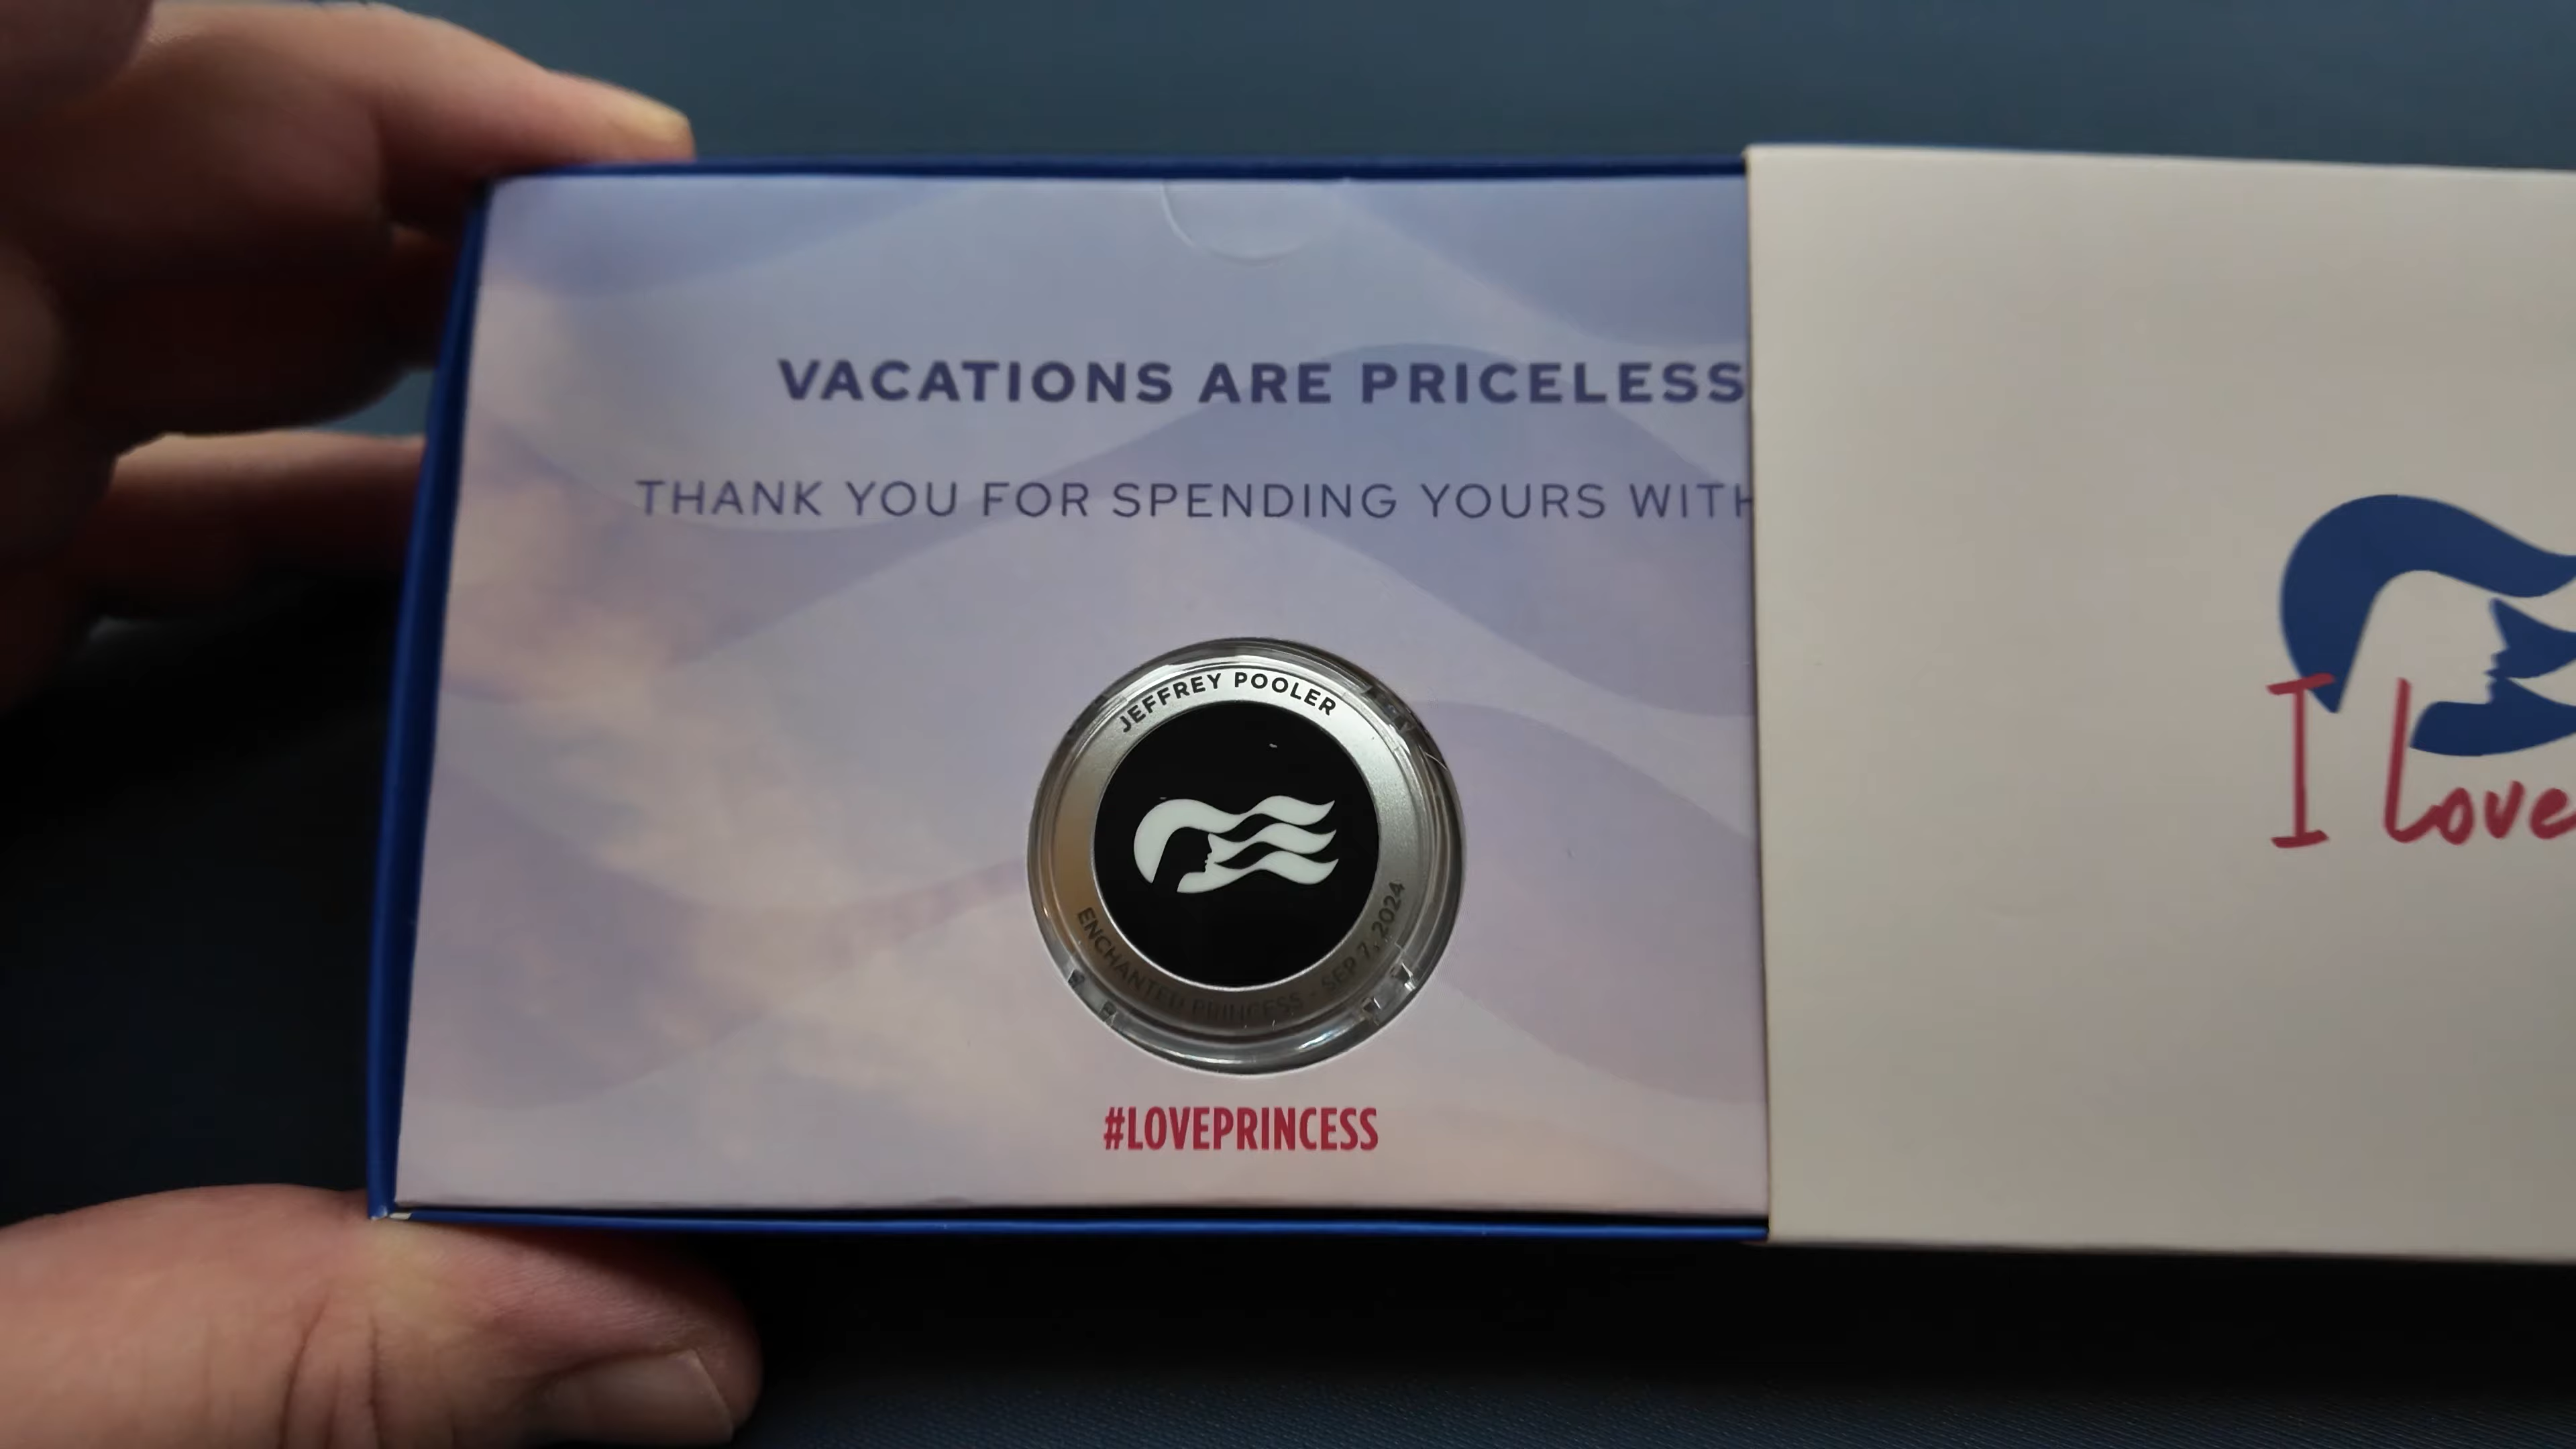 VACATIONS ARE PRICELESS
THANK YOU FOR SPENDING YOURS WITH
JEFFREY POOLER
ENCHANTED PRINCESS - SEP 7, 2024
#LOVEPRINCESS
I Love